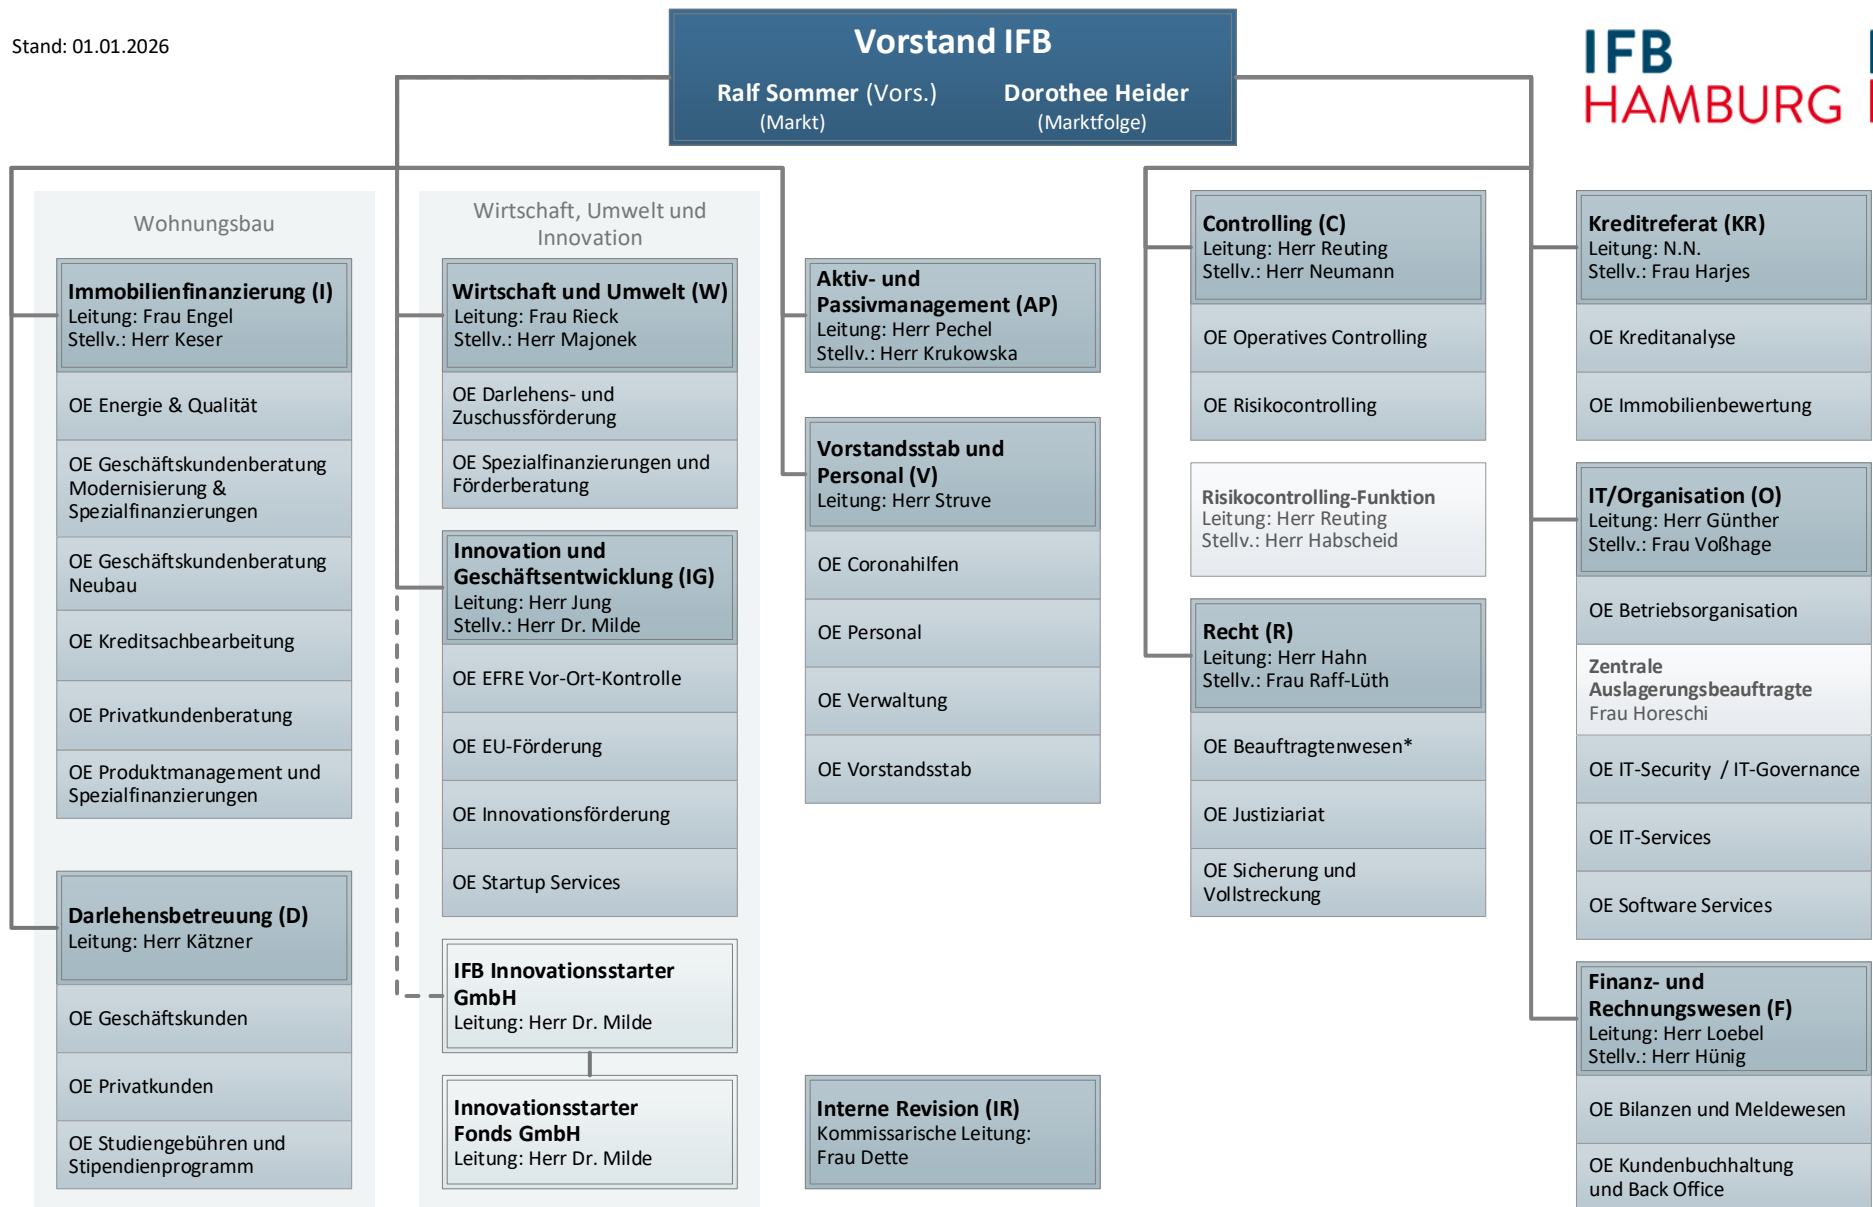 Stand: 01.01.2026
Vorstand IFB
Ralf Sommer (Vors.)
(Markt)
Dorothee Heider
(Marktfolge)
IFB
HAMBURG
Wohnungsbau
Immobilienfinanzierung (I)
Leitung: Frau Engel
Stellv.: Herr Keser
OE Energie & Qualität
OE Geschäftskundenberatung
Modernisierung &
Spezialfinanzierungen
OE Geschäftskundenberatung
Neubau
OE Kreditsachbearbeitung
OE Privatkundenberatung
OE Produktmanagement und
Spezialfinanzierungen
Darlehensbetreuung (D)
Leitung: Herr Kätzner
OE Geschäftskunden
OE Privatkunden
OE Studiengebühren und
Stipendienprogramm
Wirtschaft, Umwelt und
Innovation
Wirtschaft und Umwelt (W)
Leitung: Frau Rieck
Stellv.: Herr Majonek
OE Darlehens- und
Zuschussförderung
OE Spezialfinanzierungen und
Förderberatung
Innovation und
Geschäftsentwicklung (IG)
Leitung: Herr Jung
Stellv.: Herr Dr. Milde
OE EFRE Vor-Ort-Kontrolle
OE EU-Förderung
OE Innovationsförderung
OE Startup Services
IFB Innovationsstarter
GmbH
Leitung: Herr Dr. Milde
Innovationsstarter
Fonds GmbH
Leitung: Herr Dr. Milde
Aktiv- und
Passivmanagement (AP)
Leitung: Herr Pechel
Stellv.: Herr Krukowska
Vorstandsstab und
Personal (V)
Leitung: Herr Struve
OE Coronahilfen
OE Personal
OE Verwaltung
OE Vorstandsstab
Interne Revision (IR)
Kommissarische Leitung:
Frau Dette
Controlling (C)
Leitung: Herr Reuting
Stellv.: Herr Neumann
OE Operatives Controlling
OE Risikocontrolling
Risikocontrolling-Funktion
Leitung: Herr Reuting
Stellv.: Herr Habscheid
Recht (R)
Leitung: Herr Hahn
Stellv.: Frau Raff-Lüth
OE Beauftragtenwesen*
OE Justiziariat
OE Sicherung und
Vollstreckung
Kreditreferat (KR)
Leitung: N.N.
Stellv.: Frau Harjes
OE Kreditanalyse
OE Immobilienbewertung
IT/Organisation (O)
Leitung: Herr Günther
Stellv.: Frau Voßhage
OE Betriebsorganisation
Zentrale
Auslagerungsbeauftragte
Frau Horeschi
OE IT-Security / IT-Governance
OE IT-Services
OE Software Services
Finanz- und
Rechnungswesen (F)
Leitung: Herr Loebel
Stellv.: Herr Hünig
OE Bilanzen und Meldewesen
OE Kundenbuchhaltung
und Back Office